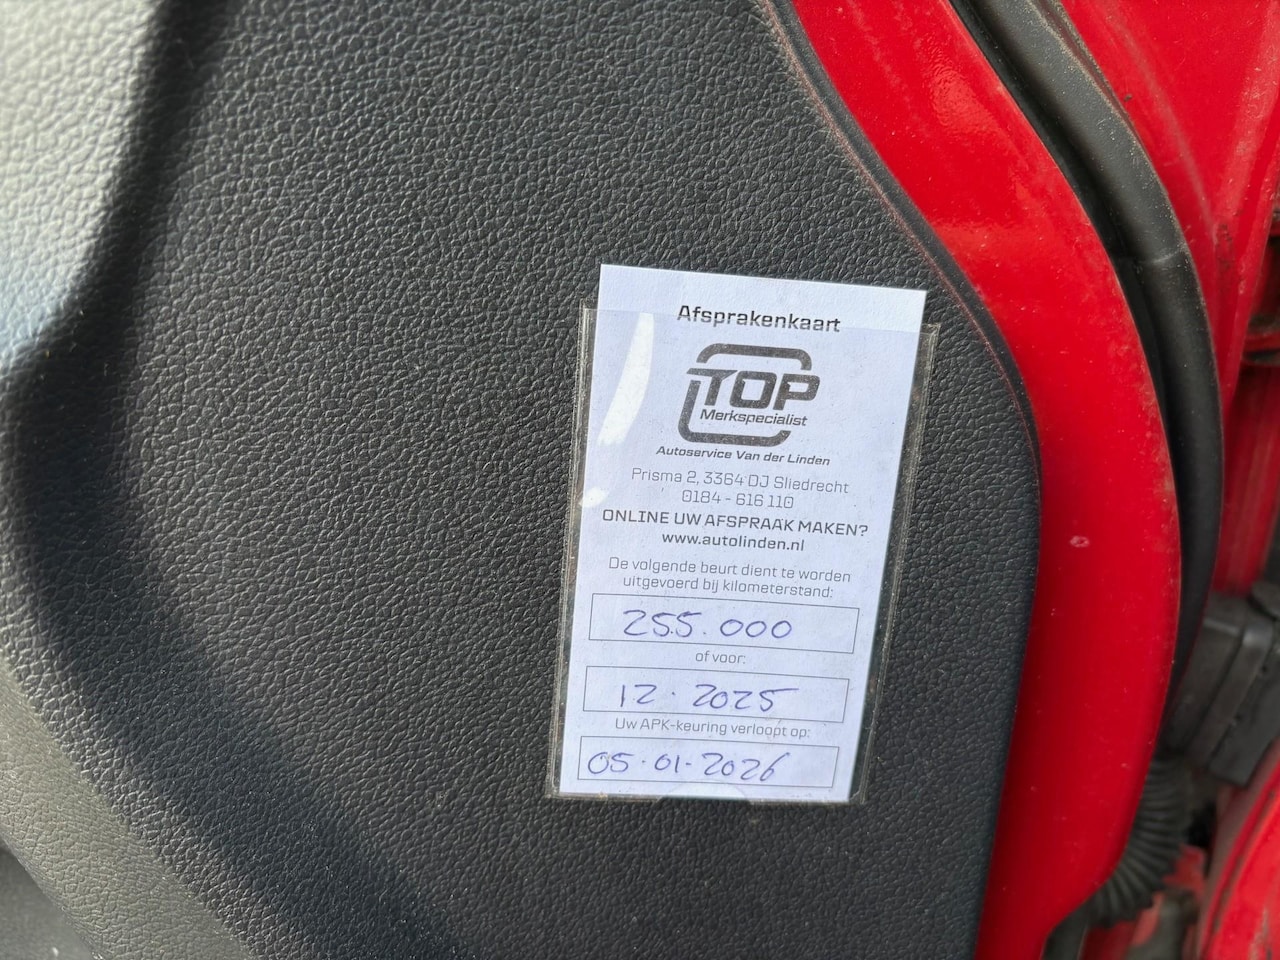 Afsprakenkaart
TOP
Merkspecialist
Autoservice Van der Linden
Prisma 2, 3364 DJ Sliedrecht
0184 - 616 110
ONLINE UW AFSPRAAK MAKEN?
www.autolinden.nl
De volgende beurt dient te worden
uitgevoerd bij kilometerstand:
255.000
of voor:
12.2025
Uw APK-keuring verloopt op:
05.01-2026